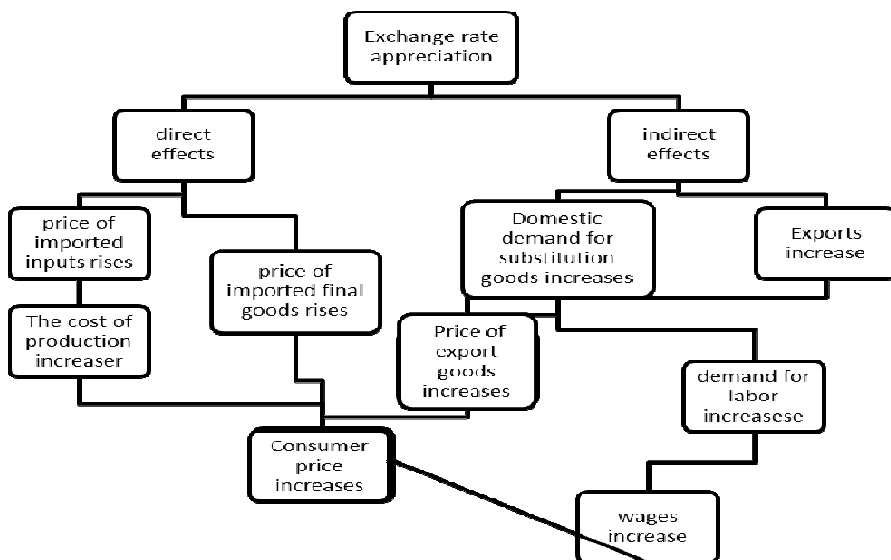 Exchange rate
appreciation
direct
effects
indirect
effects
price of
imported
inputs rises
price of
imported final
goods rises
Domestic
demand for
substitution
goods increases
Exports
increase
The cost of
production
increaser
Price of
export
goods
increases
demand for
labor
increasese
Consumer
price
increases
wages
increase